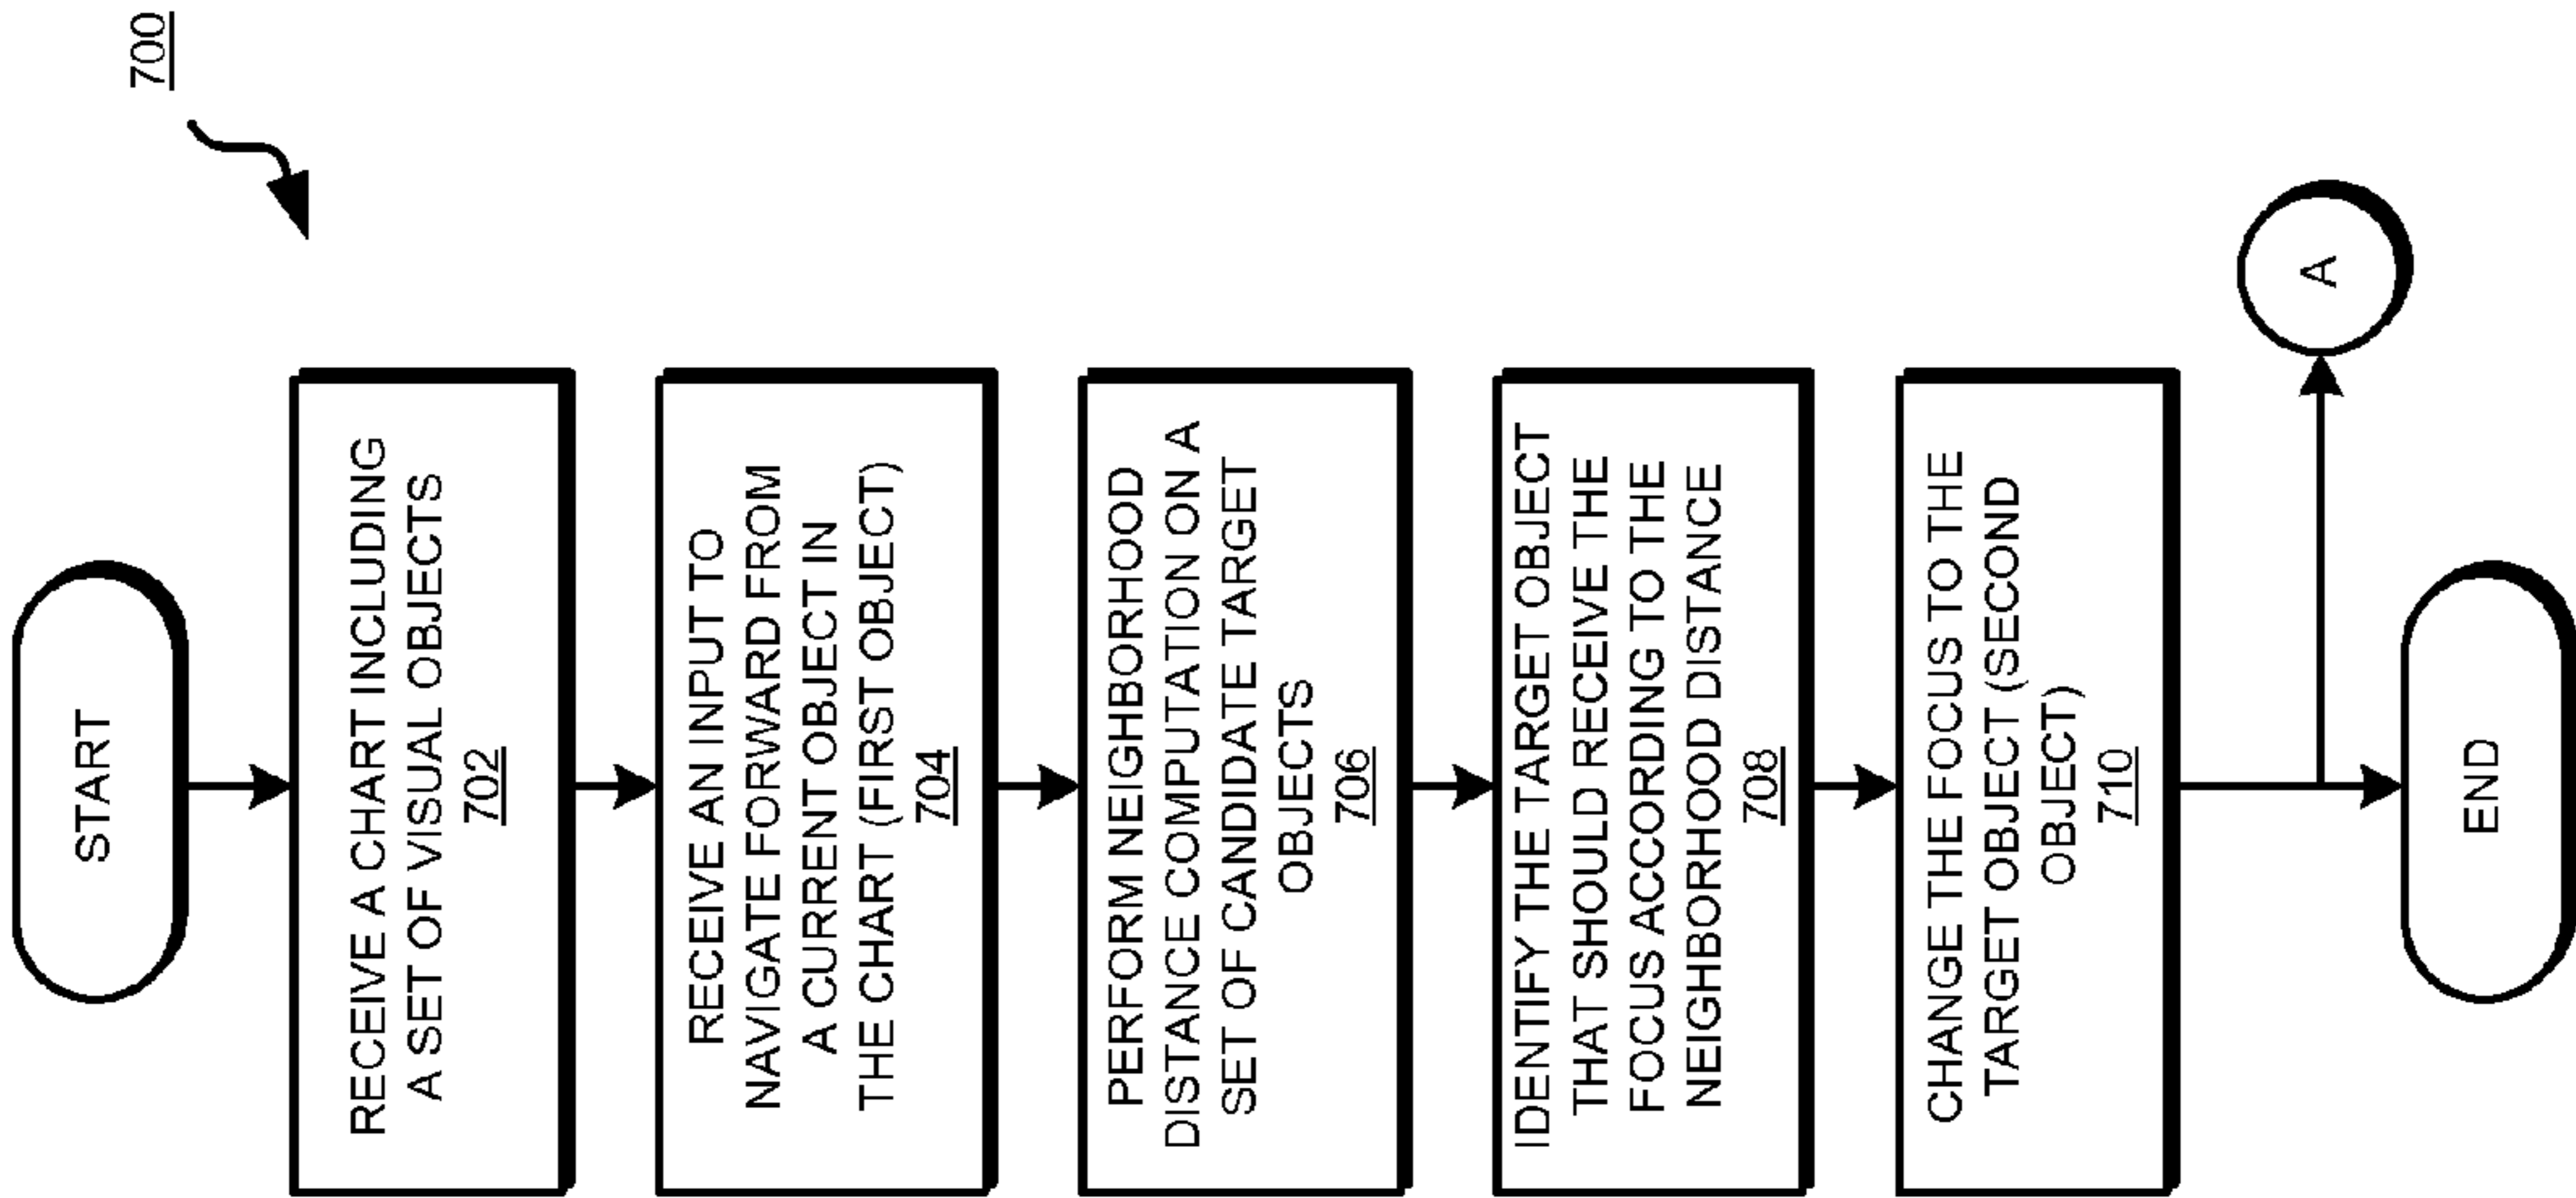 700
START
RECEIVE A CHART INCLUDING
A SET OF VISUAL OBJECTS
702
RECEIVE AN INPUT TO
NAVIGATE FORWARD FROM
A CURRENT OBJECT IN
THE CHART (FIRST OBJECT)
704
PERFORM NEIGHBORHOOD
DISTANCE COMPUTATION ON A
SET OF CANDIDATE TARGET
OBJECTS
706
IDENTIFY THE TARGET OBJECT
THAT SHOULD RECEIVE THE
FOCUS ACCORDING TO THE
NEIGHBORHOOD DISTANCE
708
CHANGE THE FOCUS TO THE
TARGET OBJECT (SECOND
OBJECT)
710
A
END